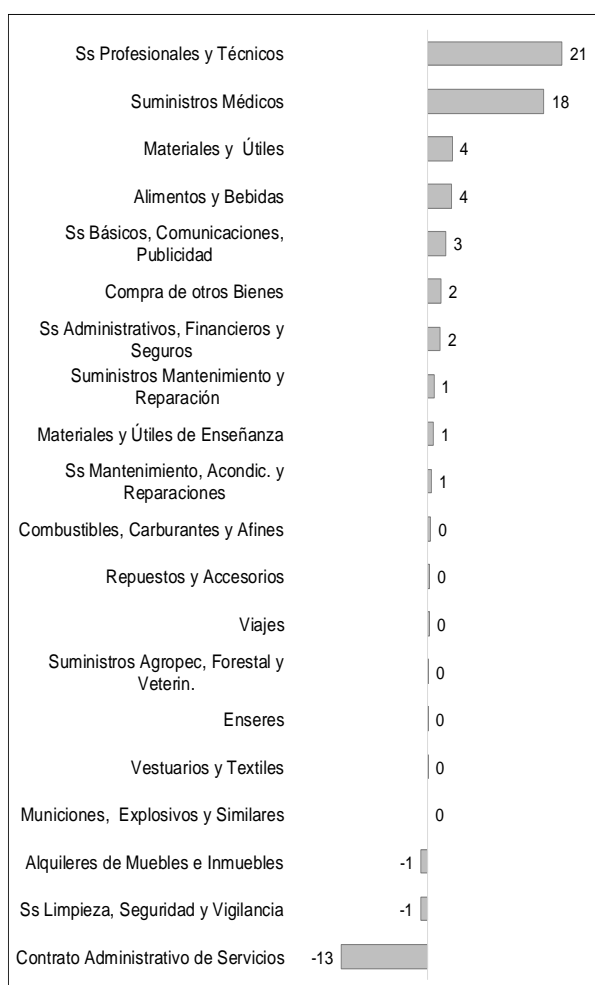 Ss Profesionales y Técnicos 21
Suministros Médicos 18
Materiales y Útiles 4
Alimentos y Bebidas 4
Ss Básicos, Comunicaciones,
Publicidad 3
Compra de otros Bienes 2
Ss Administrativos, Financieros y
Seguros 2
Suministros Mantenimiento y
Reparación 1
Materiales y Útiles de Enseñanza 1
Ss Mantenimiento, Acondic. y
Reparaciones 1
Combustibles, Carburantes y Afines 0
Repuestos y Accesorios 0
Viajes 0
Suministros Agropec, Forestal y
Veterin. 0
Enseres 0
Vestuarios y Textiles 0
Municiones, Explosivos y Similares 0
Alquileres de Muebles e Inmuebles -1
Ss Limpieza, Seguridad y Vigilancia -1
Contrato Administrativo de Servicios -13